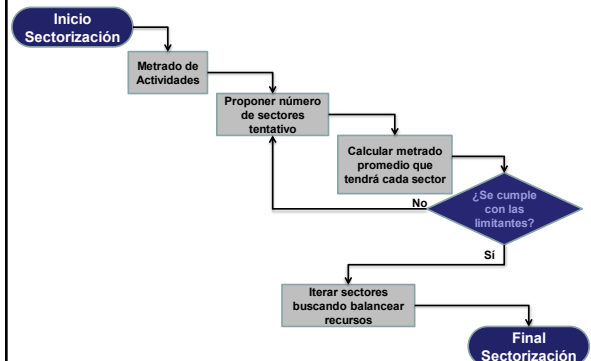 Inicio
Sectorización
Metrado de
Actividades
Proponer número
de sectores
tentativo
Calcular metrado
promedio que
tendrá cada sector
¿Se cumple
con las
limitantes?
No
Sí
Iterar sectores
buscando balancear
recursos
Final
Sectorización